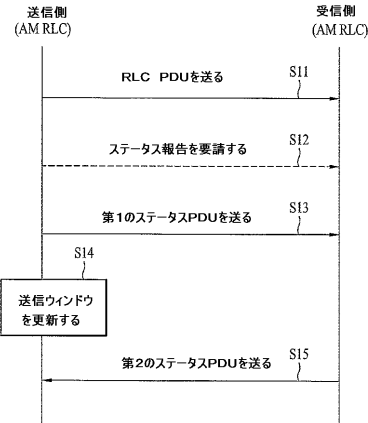 送信側
(AM RLC)
受信側
(AM RLC)
RLC PDUを送る
S11
ステータス報告を要請する
S12
第1のステータスPDUを送る
S13
S14
送信ウィンドウ
を更新する
第2のステータスPDUを送る
S15